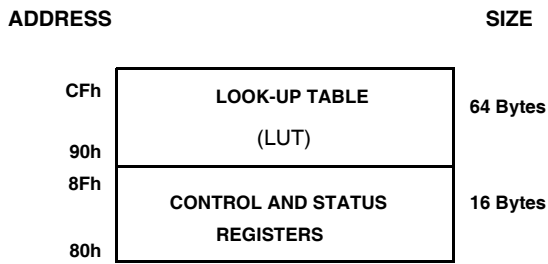 ADDRESS SIZE
CFh
LOOK-UP TABLE
64 Bytes
(LUT)
90h
8Fh
CONTROL AND STATUS
16 Bytes
REGISTERS
80h